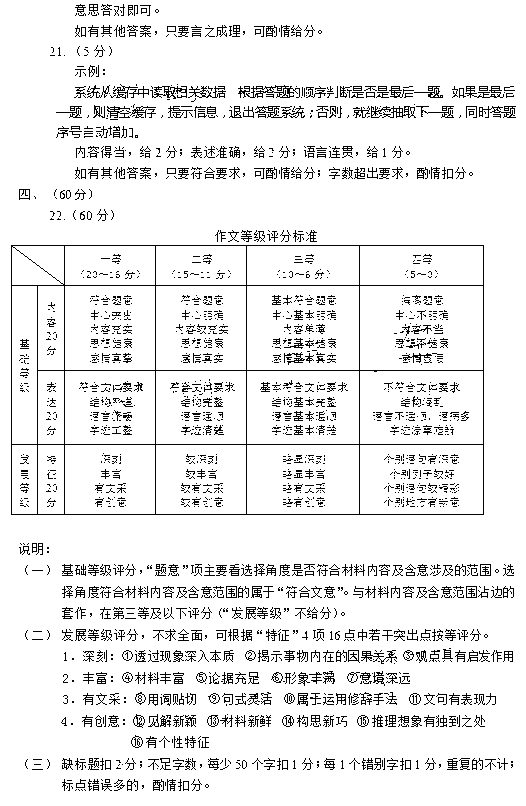 意思答对即可。
如有其他答案，只要言之成理，可酌情给分。
21.（5分）
示例：
系统从缓存中读取相关数据，根据答题的顺序判断是否是最后一题。如果是最后
一题，则清空缓存，提示信息，退出答题系统；否则，就继续抽取下一题，同时答题
序号自动增加。
内容得当，给2分；表述准确，给2分；语言连贯，给1分。
如有其他答案，只要符合要求，可酌情给分；字数超出要求，酌情扣分。
四、（60分）
22.(60分）
作文等级评分标准
一等 二等 三等 四等
（15～11分）
基础等级
内容20分
符合题意 符合题意 基本符合题意 偏离题意
中心突出 中心明确 中心基本明确 中心不明确
内容充实 内容较充实 内容单薄 内容不当
思想健康 思想健康 思想基本健康 思想不健康
感情真挚 感情真实 感情基本真实 感情虚假
表达20分
符合文体要求 符合文体要求 基本符合文体要求 不符合文体要求
结构严谨 结构完整 结构基本完整 结构混乱
语言流畅 语言通顺 语言基本通顺 语言不通顺，语病多
字迹工整 字迹清楚 字迹基本清楚 字迹潦草难辨
发展等级
特征20分
深刻 较深刻 略显深刻 个别语句有深意
丰富 较丰富 略显丰富 个别例子较好
有文采 较有文采 略有文采 个别语句较精彩
有创意 较有创意 略有创意 个别地方有新意
说明：
（一） 基础等级评分，“题意”项主要看选择角度是否符合材料内容及含意涉及的范围。选
择角度符合材料内容及含意范围的属于“符合文意”。与材料内容及含意范围沾边的
套作，在第三等及以下评分（“发展等级”不给分）。
（二） 发展等级评分，不求全面，可根据“特征”4项16点中若干突出点按等评分。
1．深刻：①透过现象深入本质 ②揭示事物内在的因果关系 ③观点具有启发作用
2．丰富：④材料丰富 ⑤论据充足 ⑥形象丰满 ⑦意境深远
3．有文采：⑧用词贴切 ⑨句式灵活 ⑩属于运用修辞手法 ⑪文句有表现力
4．有创意：⑫见解新颖 ⑬材料新鲜 ⑭构思新巧 ⑮推理想象有独到之处
⑯有个性特征
（三） 缺标题扣2分；不足字数，每少50个字扣1分；每1个错别字扣1分，重复的不计；
标点错误多的，酌情扣分。